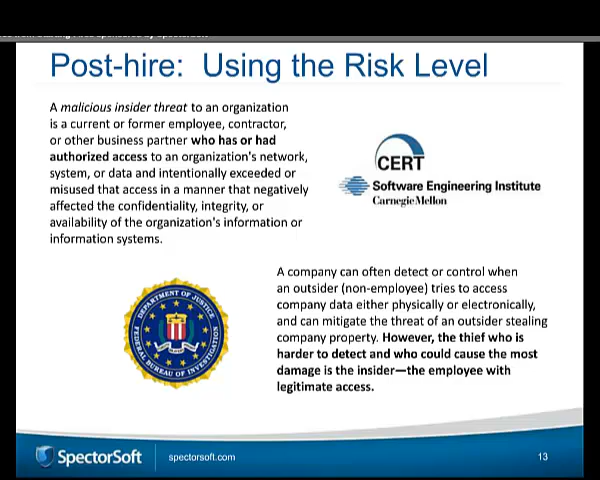 Post-hire: Using the Risk Level
A malicious insider threat to an organization
is a current or former employee, contractor,
or other business partner who has or had
authorized access to an organization's network,
system, or data and intentionally exceeded or
misused that access in a manner that negatively
affected the confidentiality, integrity, or
availability of the organization's information or
information systems.
CERT
Software Engineering Institute
CarnegieMellon
A company can often detect or control when
an outsider (non-employee) tries to access
company data either physically or electronically,
and can mitigate the threat of an outsider stealing
company property. However, the thief who is
harder to detect and who could cause the most
damage is the insider—the employee with
legitimate access.
DEPARTMENT OF JUSTICE
FEDERAL BUREAU OF INVESTIGATION
SpectorSoft
spectorsoft.com
13